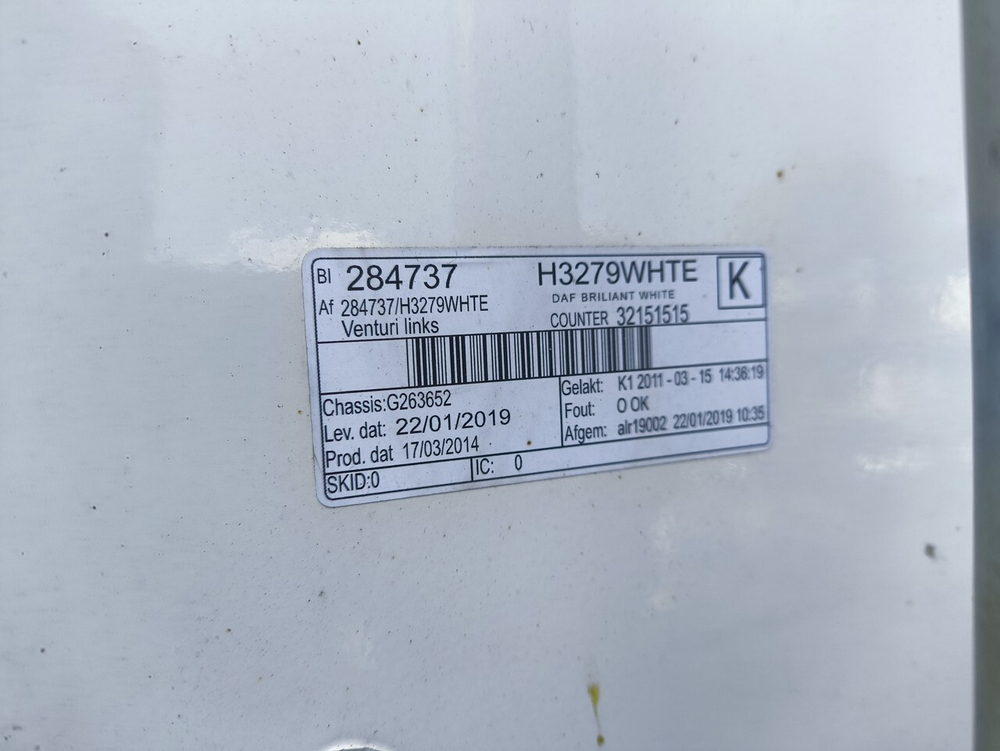 Bl 284737 H3279WHTE K
Af 284737/H3279WHTE DAF BRILIANT WHITE
Venturi links COUNTER 32151515
Chassis:G263652 Gelakt: K1 2011 - 03 - 15 14:36:19
Lev. dat: 22/01/2019 Fout: O OK
Prod. dat 17/03/2014 Afgem: alr19002 22/01/2019 10:35
SKID:0 IC: 0